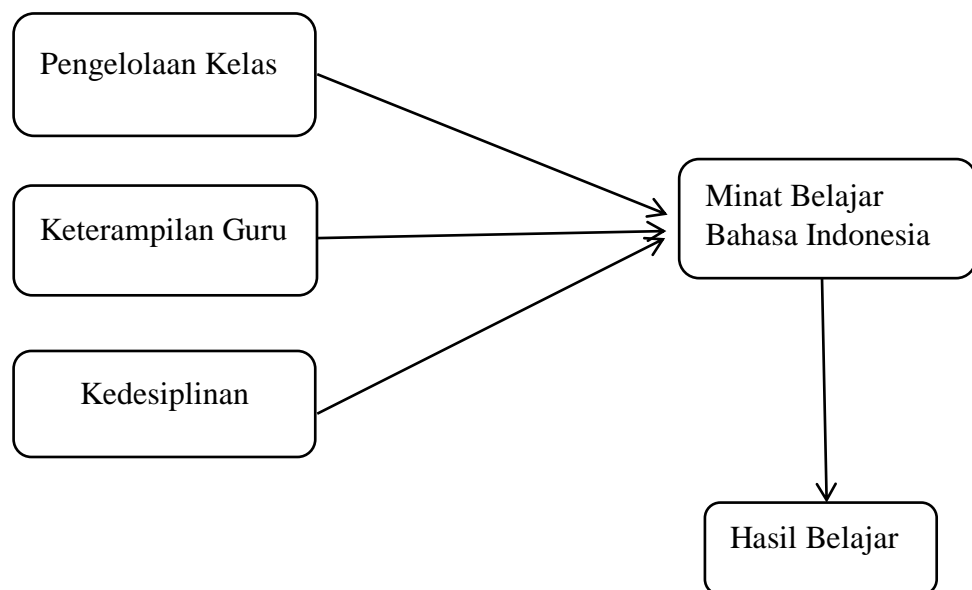 Pengelolaan Kelas
Keterampilan Guru
Kedesiplinan
Minat Belajar
Bahasa Indonesia
Hasil Belajar